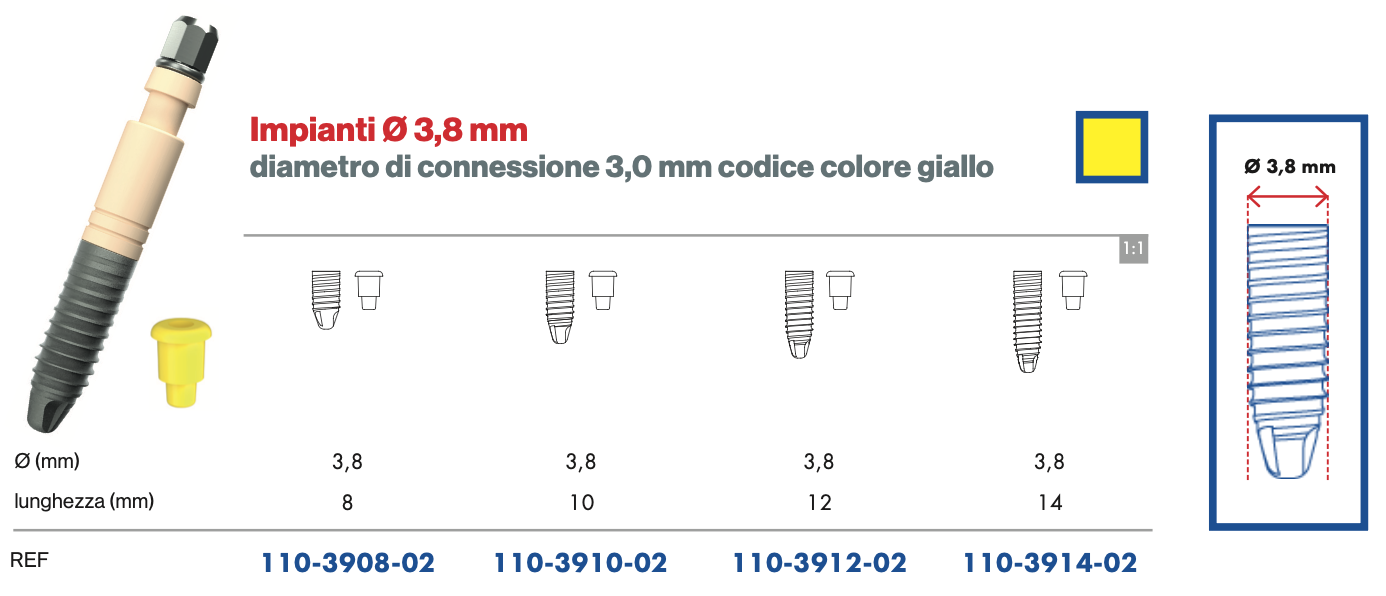 Impianti Ø 3,8 mm
diametro di connessione 3,0 mm codice colore giallo
Ø 3,8 mm
1:1
Ø (mm) 3,8 3,8 3,8 3,8
lunghezza (mm) 8 10 12 14
REF 110-3908-02 110-3910-02 110-3912-02 110-3914-02